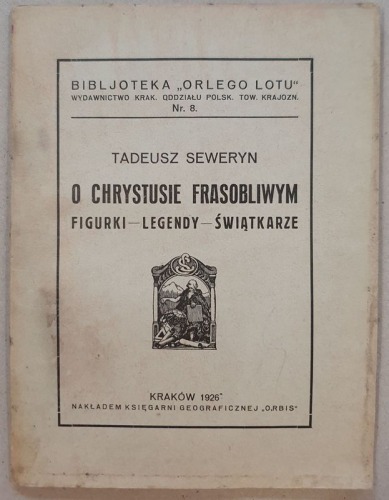 BIBLJOTEKA „ORLEGO LOTU"
WYDAWNICTWO KRAK. ODDZIAŁU POLSK. TOW. KRAJOZN.
Nr. 8.
TADEUSZ SEWERYN
O CHRYSTUSIE FRASOBLIWYM
FIGURKI—LEGENDY—ŚWIĄTKARZE
KRAKÓW 1926
NAKŁADEM KSIĘGARNI GEOGRAFICZNEJ „ORBIS"